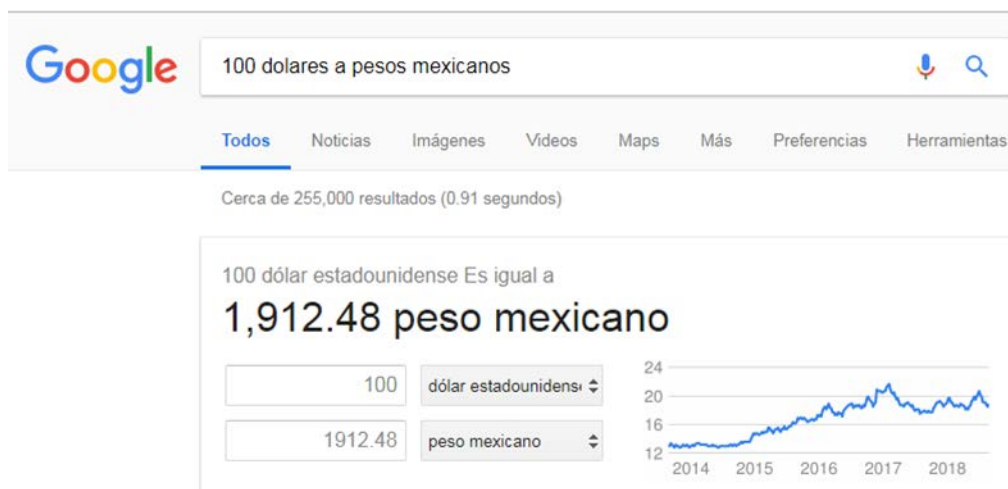 Google
100 dolares a pesos mexicanos
Todos Noticias Imágenes Videos Maps Más Preferencias Herramientas
Cerca de 255,000 resultados (0.91 segundos)
100 dólar estadounidense Es igual a
1,912.48 peso mexicano
100 dólar estadounidens
1912.48 peso mexicano
24
20
16
12
2014 2015 2016 2017 2018